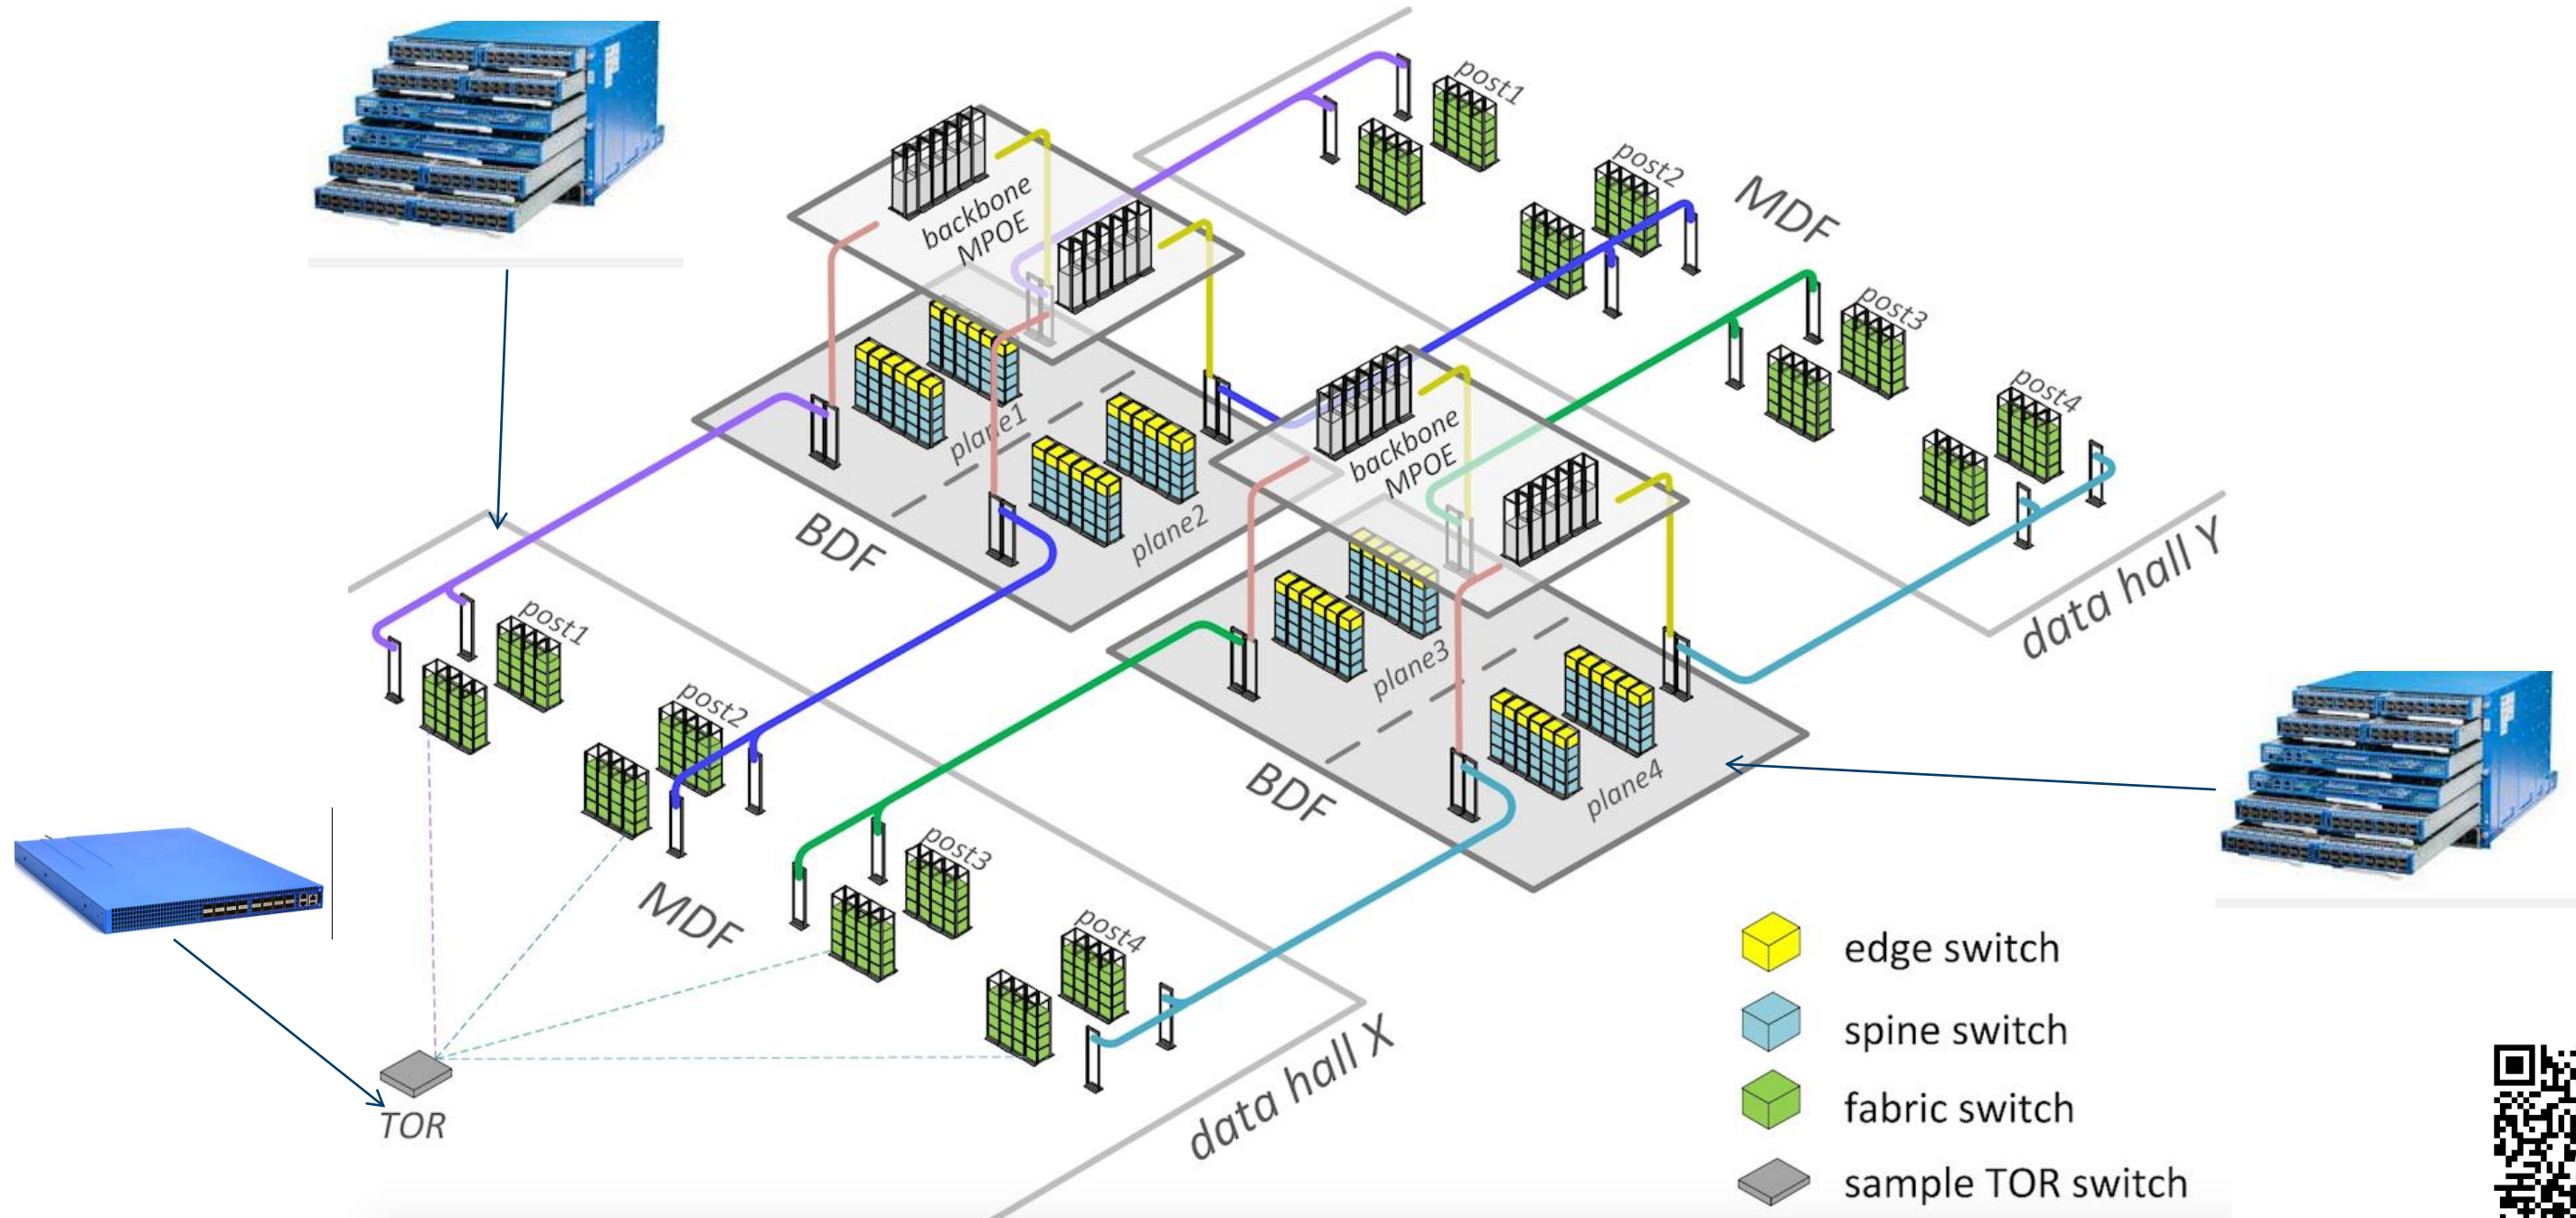 post1
post2
MDF
post3
post4
data hall Y
backbone
MPOE
backbone
MPOE
plane1
plane2
BDF
plane3
plane4
BDF
post1
post2
post3
post4
MDF
data hall X
TOR
edge switch
spine switch
fabric switch
sample TOR switch